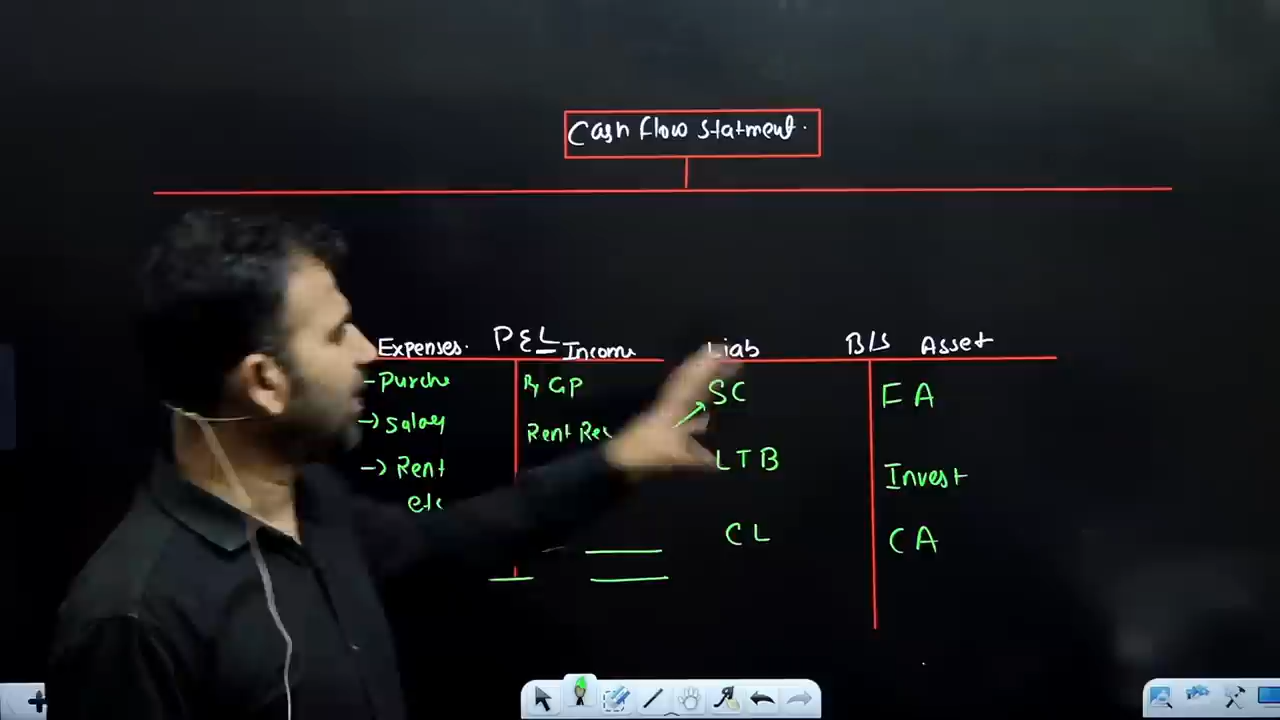 Cash flow statment.
Expenses. P&L Income
- Purche
→ Salary
→ Rent
etc
By GP
Rent Rec
Liab B/S Asset
SC
LTB
CL
FA
Invest
CA